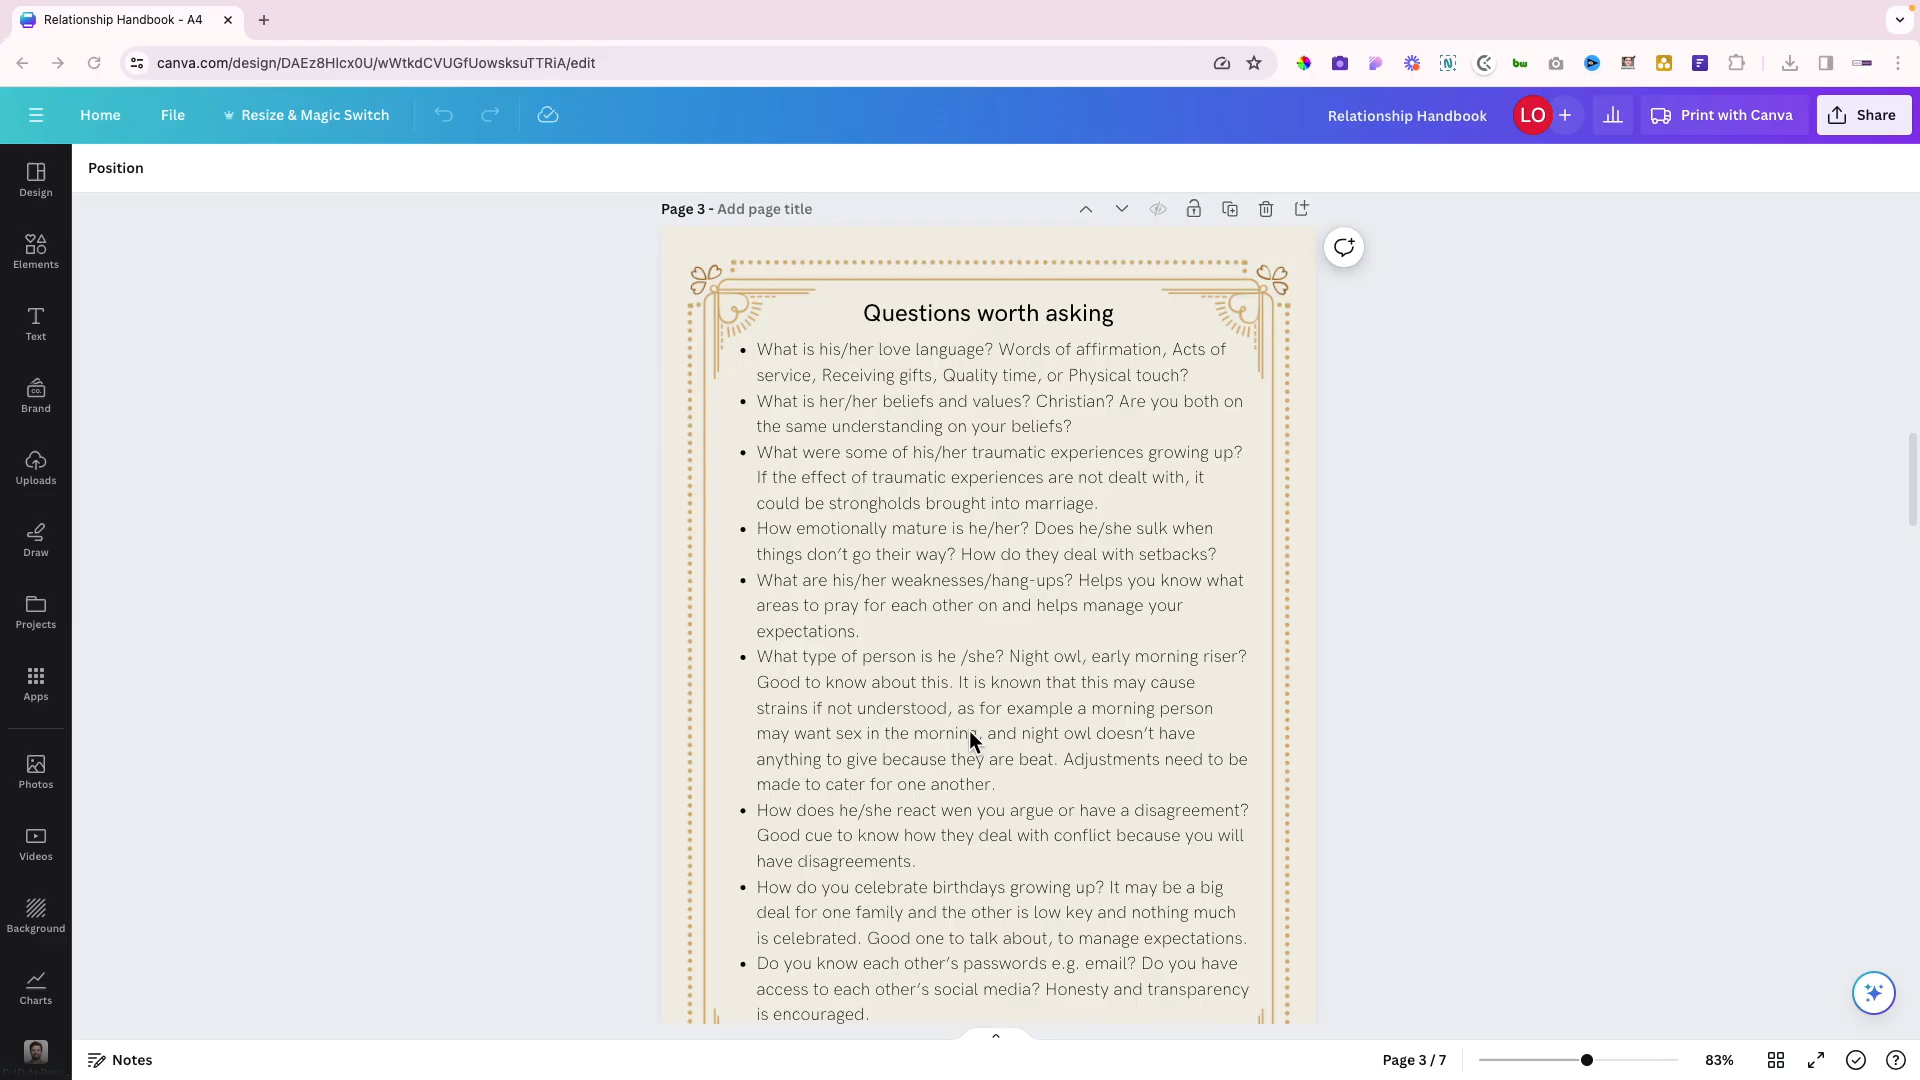 Relationship Handbook - A4
canva.com/design/DAEz8Hlcx0U/wWtkdCVUGfUowsksuTTRiA/edit
bw
Home
File
Resize & Magic Switch
Relationship Handbook
LO
Print with Canva
Share
Position
Design
Elements
Text
Brand
Uploads
Draw
Projects
Apps
Photos
Videos
Background
Charts
Page 3 - Add page title
Questions worth asking
• What is his/her love language? Words of affirmation, Acts of
service, Receiving gifts, Quality time, or Physical touch?
• What is her/her beliefs and values? Christian? Are you both on
the same understanding on your beliefs?
• What were some of his/her traumatic experiences growing up?
If the effect of traumatic experiences are not dealt with, it
could be strongholds brought into marriage.
• How emotionally mature is he/her? Does he/she sulk when
things don't go their way? How do they deal with setbacks?
• What are his/her weaknesses/hang-ups? Helps you know what
areas to pray for each other on and helps manage your
expectations.
• What type of person is he /she? Night owl, early morning riser?
Good to know about this. It is known that this may cause
strains if not understood, as for example a morning person
may want sex in the morning, and night owl doesn't have
anything to give because they are beat. Adjustments need to be
made to cater for one another.
• How does he/she react wen you argue or have a disagreement?
Good cue to know how they deal with conflict because you will
have disagreements.
• How do you celebrate birthdays growing up? It may be a big
deal for one family and the other is low key and nothing much
is celebrated. Good one to talk about, to manage expectations.
• Do you know each other's passwords e.g. email? Do you have
access to each other's social media? Honesty and transparency
is encouraged.
Notes
Page 3 / 7
83%